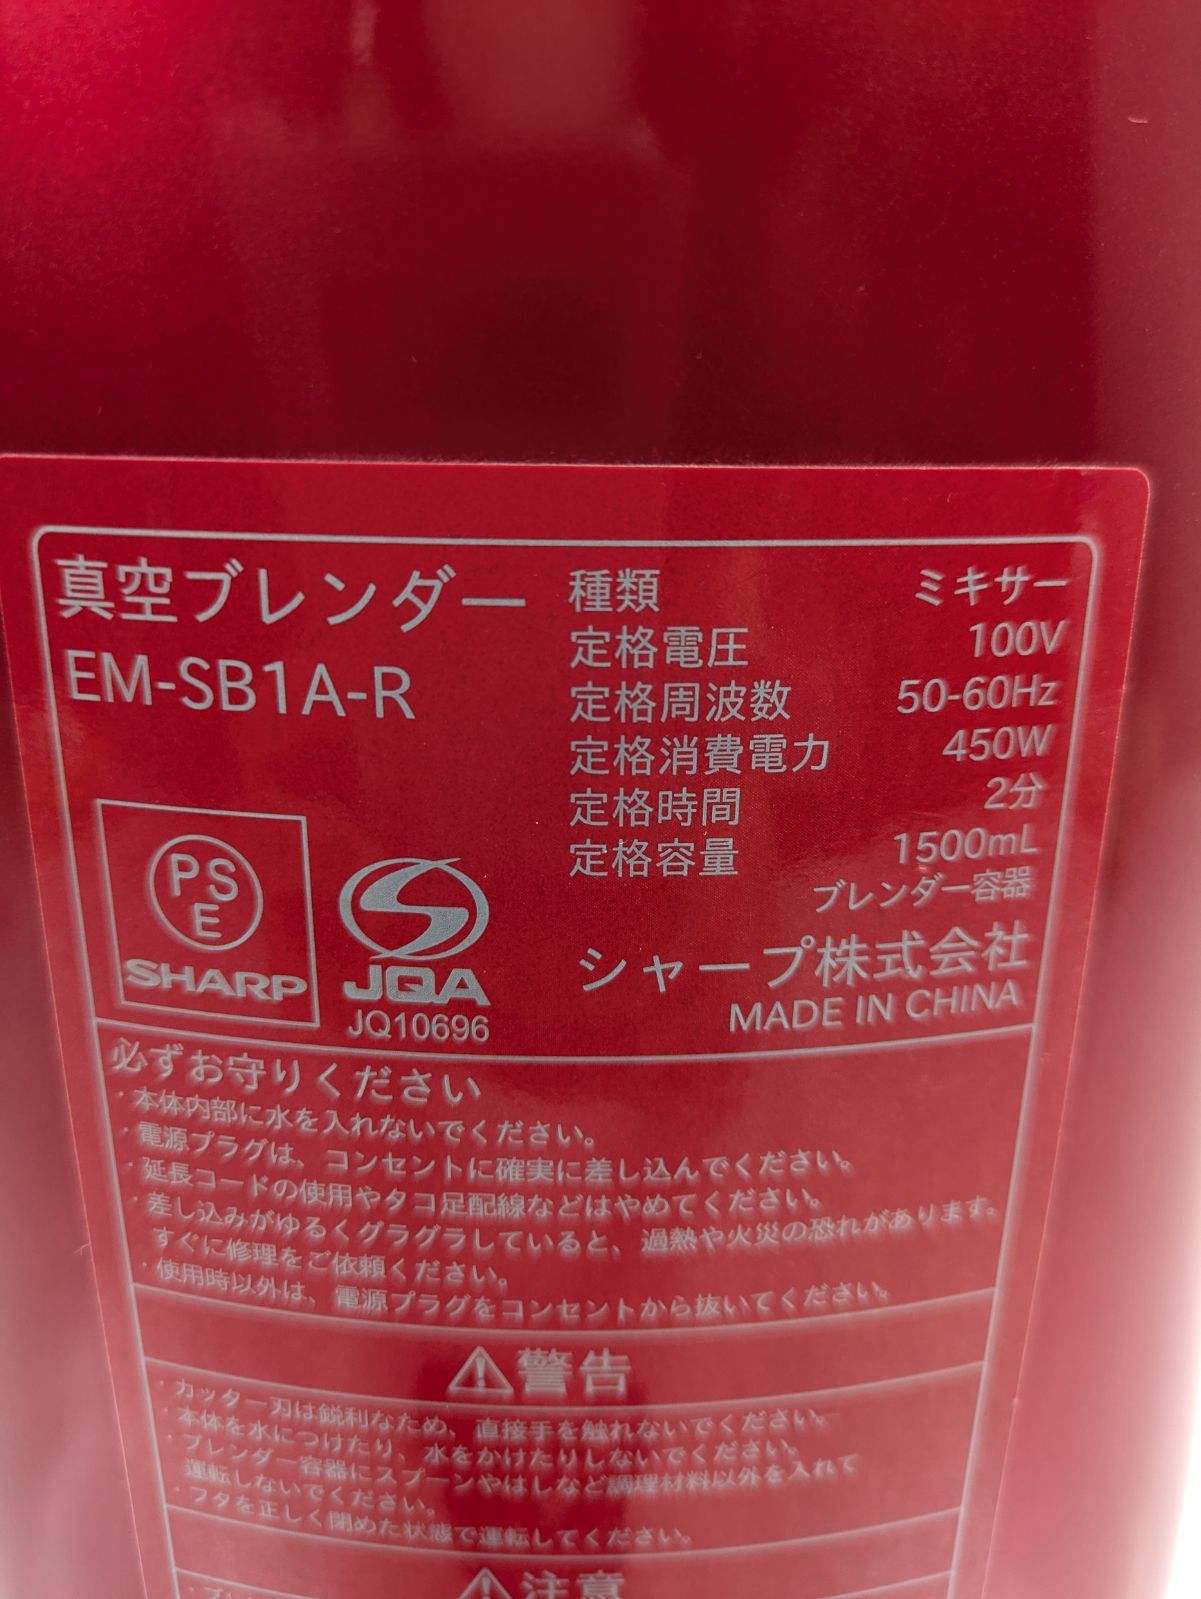 真空ブレンダー
EM-SB1A-R
種類 ミキサー
定格電圧 100V
定格周波数 50-60Hz
定格消費電力 450W
定格時間 2分
定格容量 1500mL
ブレンダー容器
PS
E
SHARP
JQA
JQ10696
シャープ株式会社
MADE IN CHINA
必ずお守りください
・本体内部に水を入れないでください。
・電源プラグは、コンセントに確実に差し込んでください。
・延長コードの使用やタコ足配線などはやめてください。
・差し込みがゆるくグラグラしていると、過熱や火災の恐れがあります。
すぐに修理をご依頼ください。
・使用時以外は、電源プラグをコンセントから抜いてください。
警告
・カッター刃は鋭利なため、直接手を触れないでください。
・本体を水につけたり、水をかけたりしないでください。
・ブレンダー容器にスプーンやはしなど調理材料以外を入れて
運転しないでください。
・フタを正しく閉めた状態で運転してください。
注意